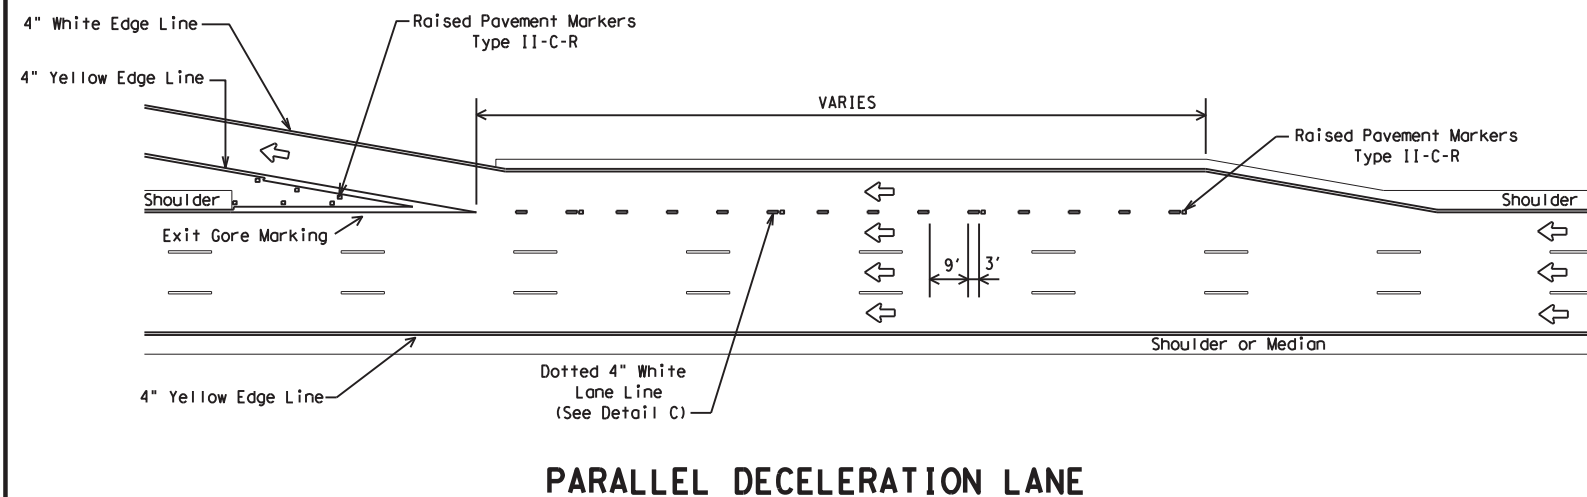 4" White Edge Line
Raised Pavement Markers
Type II-C-R
4" Yellow Edge Line
VARIES
Raised Pavement Markers
Type II-C-R
Shoulder
Shoulder
Exit Gore Marking
9'
3'
Shoulder or Median
Dotted 4" White
Lane Line
(See Detail C)
4" Yellow Edge Line
PARALLEL DECELERATION LANE